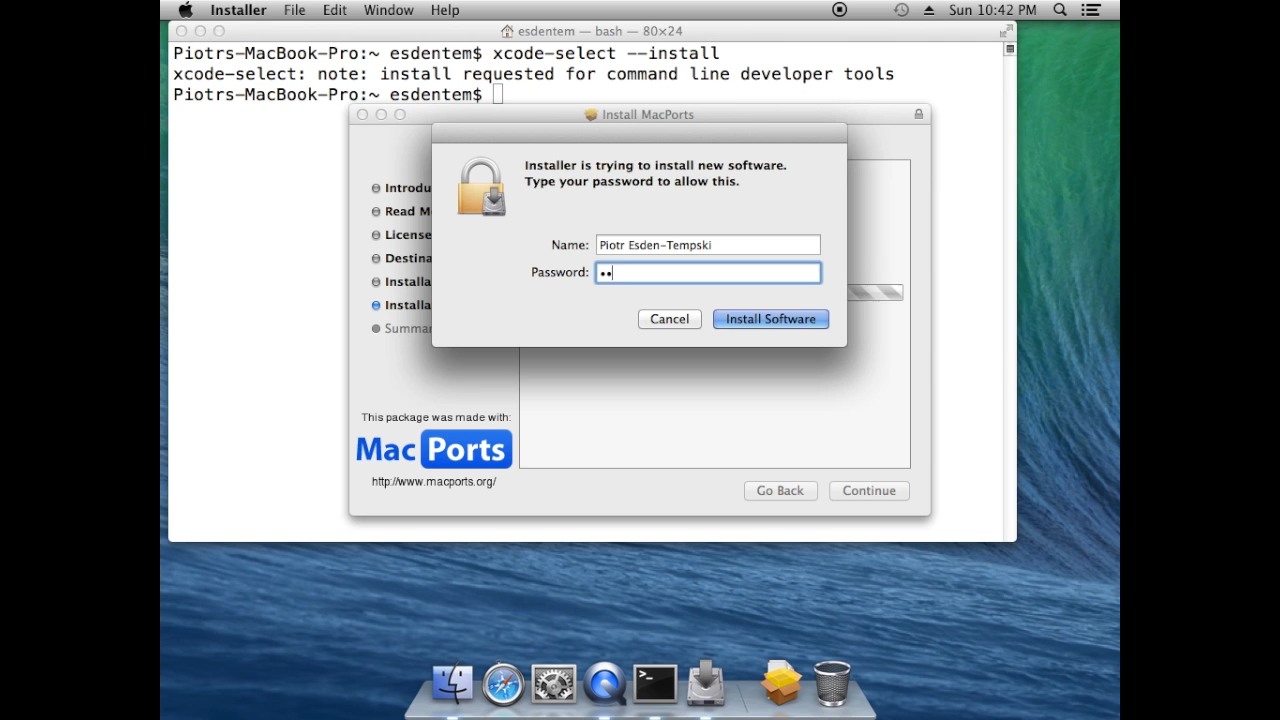 Installer File Edit Window Help Sun 10:42 PM
esdentem — bash — 80×24
Piotrs-MacBook-Pro:~ esdentem$ xcode-select --install
xcode-select: note: install requested for command line developer tools
Piotrs-MacBook-Pro:~ esdentem$
Install MacPorts
Installer is trying to install new software.
Type your password to allow this.
Name: Piotr Esden-Tempski
Password: ••
Cancel Install Software
Introdu
Read M
License
Destina
Installa
Installa
Summar
This package was made with:
MacPorts
http://www.macports.org/
Go Back Continue
>_